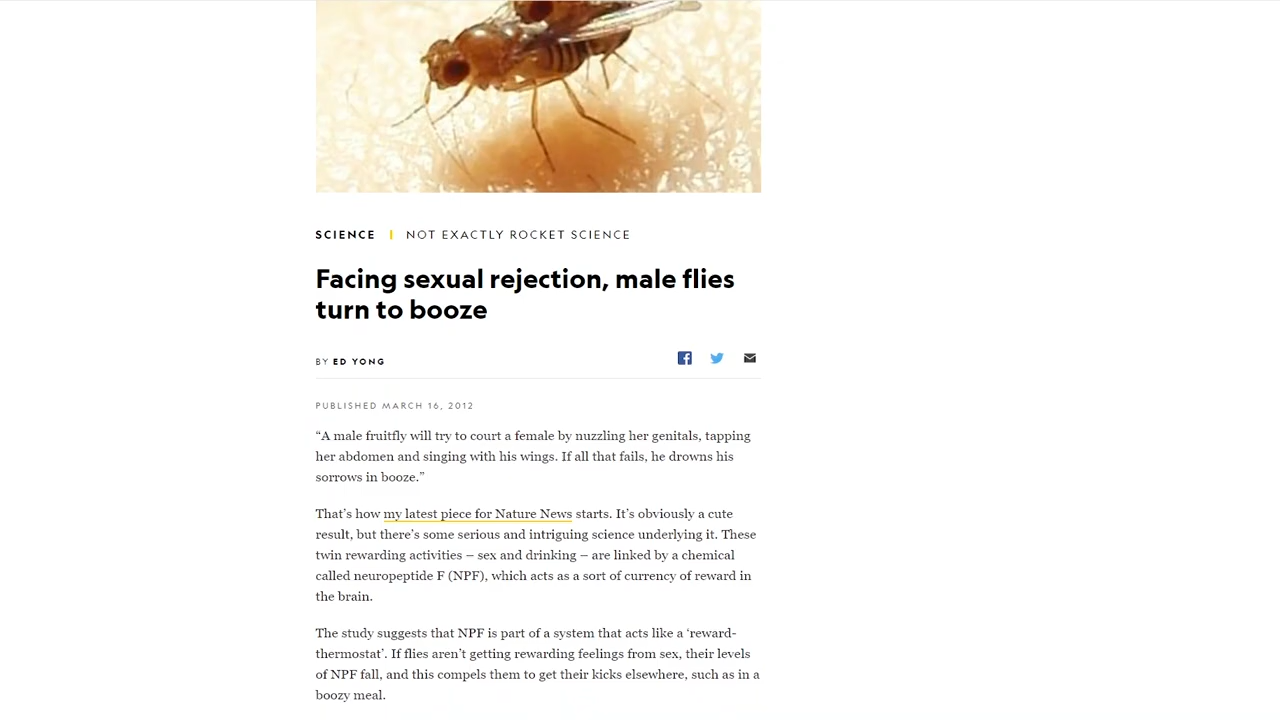 SCIENCE | NOT EXACTLY ROCKET SCIENCE
Facing sexual rejection, male flies
turn to booze
BY ED YONG
PUBLISHED MARCH 16, 2012
“A male fruitfly will try to court a female by nuzzling her genitals, tapping
her abdomen and singing with his wings. If all that fails, he drowns his
sorrows in booze.”
That’s how my latest piece for Nature News starts. It’s obviously a cute
result, but there’s some serious and intriguing science underlying it. These
twin rewarding activities – sex and drinking – are linked by a chemical
called neuropeptide F (NPF), which acts as a sort of currency of reward in
the brain.
The study suggests that NPF is part of a system that acts like a ‘reward-
thermostat’. If flies aren’t getting rewarding feelings from sex, their levels
of NPF fall, and this compels them to get their kicks elsewhere, such as in a
boozy meal.